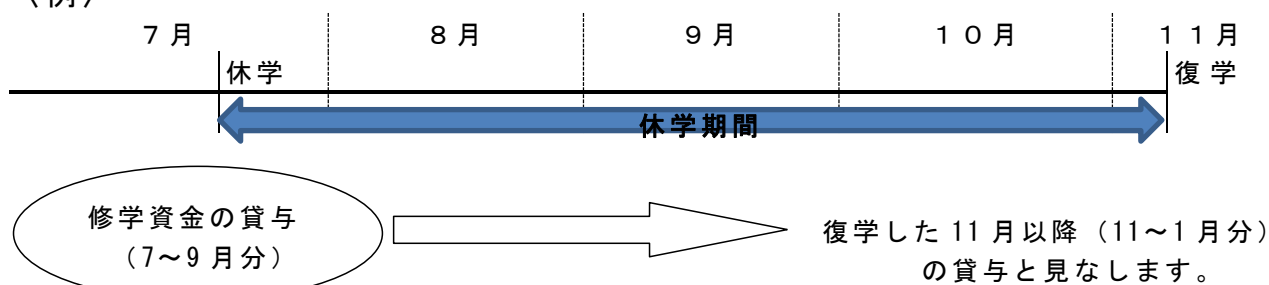 （例）
７月 ８月 ９月 １０月 １１月
休学 復学
休学期間
修学資金の貸与
（7～9月分）
復学した 11 月以降（11～1 月分）
の貸与と見なします。